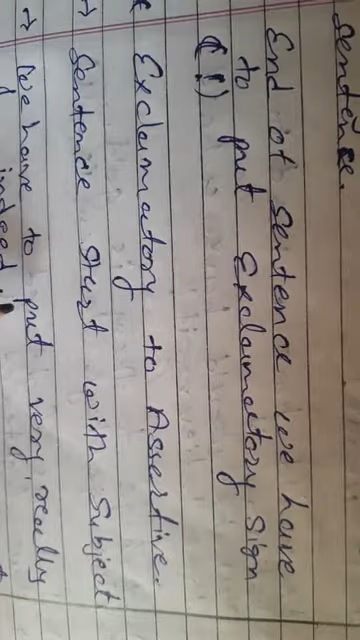 Sentence.
End of sentence we have
to put Exclamatory Sign
(!)
* Exclamatory to Assertive.
→ Sentence start with Subject
→ We have to put very, really
indeed.